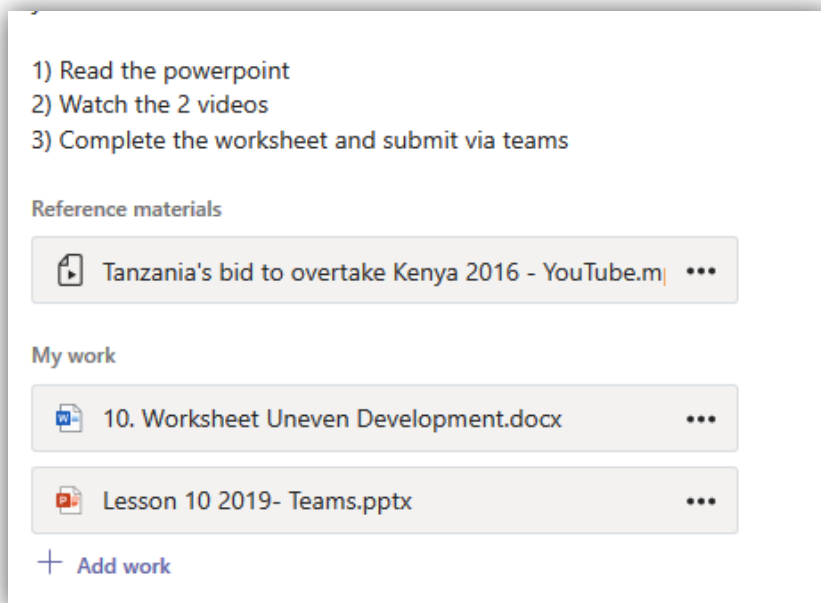 1) Read the powerpoint
2) Watch the 2 videos
3) Complete the worksheet and submit via teams
Reference materials
Tanzania's bid to overtake Kenya 2016 - YouTube.m
My work
10. Worksheet Uneven Development.docx
Lesson 10 2019- Teams.pptx
Add work